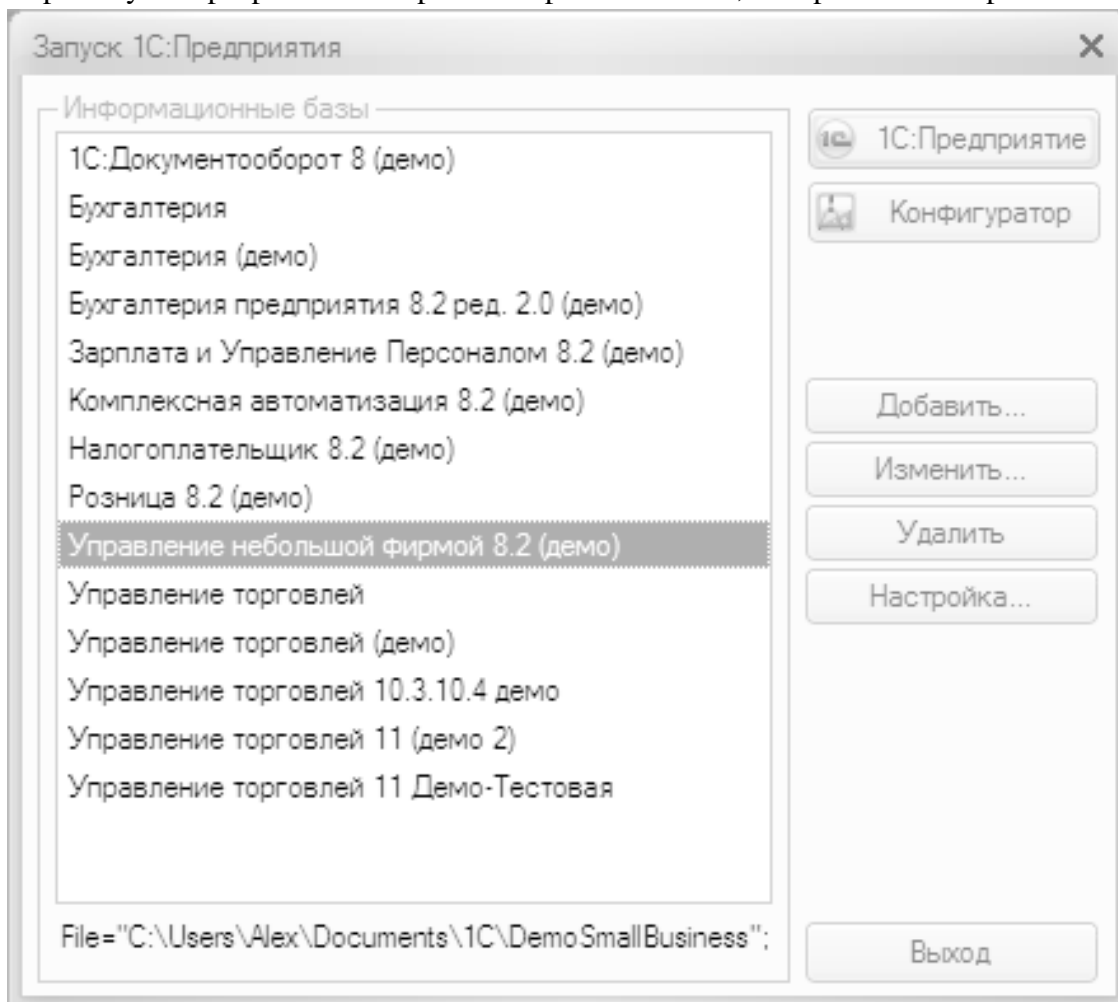 Запуск 1С:Предприятия
Информационные базы
1С:Документооборот 8 (демо)
Бухгалтерия
Бухгалтерия (демо)
Бухгалтерия предприятия 8.2 ред. 2.0 (демо)
Зарплата и Управление Персоналом 8.2 (демо)
Комплексная автоматизация 8.2 (демо)
Налогоплательщик 8.2 (демо)
Розница 8.2 (демо)
Управление небольшой фирмой 8.2 (демо)
Управление торговлей
Управление торговлей (демо)
Управление торговлей 10.3.10.4 демо
Управление торговлей 11 (демо 2)
Управление торговлей 11 Демо-Тестовая
File="C:\Users\Alex\Documents\1C\DemoSmallBusiness";
1С 1С:Предприятие
Конфигуратор
Добавить...
Изменить...
Удалить
Настройка...
Выход